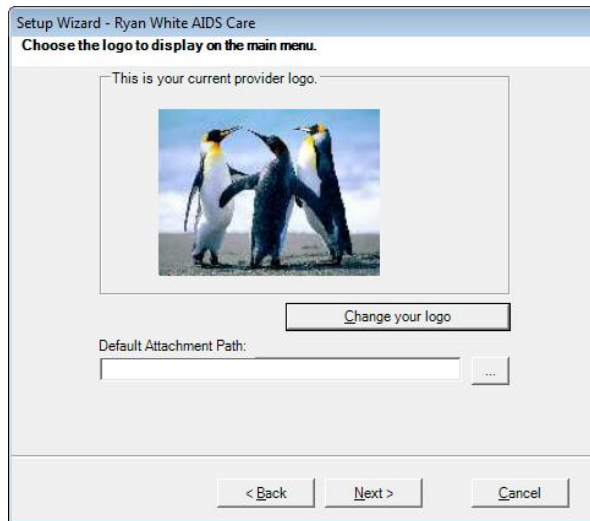 Setup Wizard - Ryan White AIDS Care
Choose the logo to display on the main menu.
This is your current provider logo.
Change your logo
Default Attachment Path:
...
< Back Next > Cancel